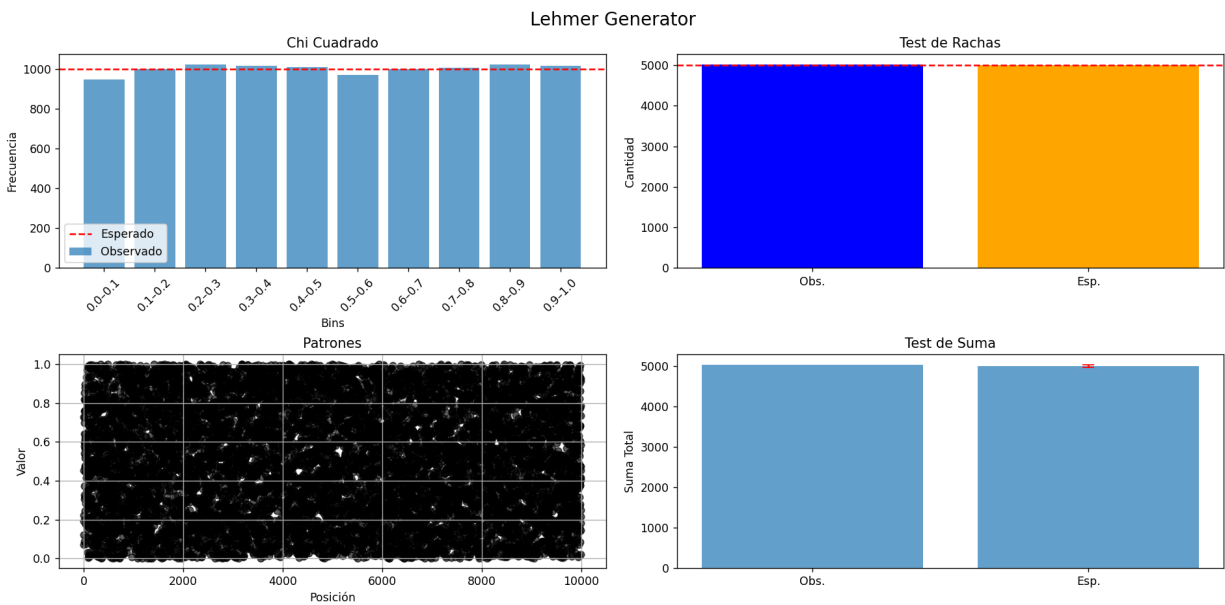 Lehmer Generator
Chi Cuadrado
Frecuencia
1000
800
600
400
200
0
Esperado
Observado
0.0-0.1
0.1-0.2
0.2-0.3
0.3-0.4
0.4-0.5
0.5-0.6
0.6-0.7
0.7-0.8
0.8-0.9
0.9-1.0
Bins
Test de Rachas
Cantidad
5000
4000
3000
2000
1000
0
Obs.
Esp.
Patrones
Valor
1.0
0.8
0.6
0.4
0.2
0.0
0
2000
4000
6000
8000
10000
Posición
Test de Suma
Suma Total
5000
4000
3000
2000
1000
0
Obs.
Esp.